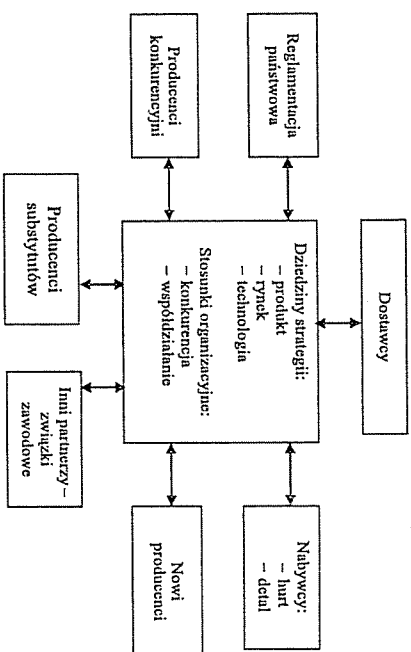 Dostawcy
Reglamentacja
państwowa
Dziedziny strategii:
– produkt
– rynek
– technologia
Nabywcy:
– hurt
– detal
Producenci
konkurencyjni
Stosunki organizacyjne:
– konkurencja
– współdziałanie
Nowi
producenci
Producenci
substytutów
Inni partnerzy –
związki
zawodowe